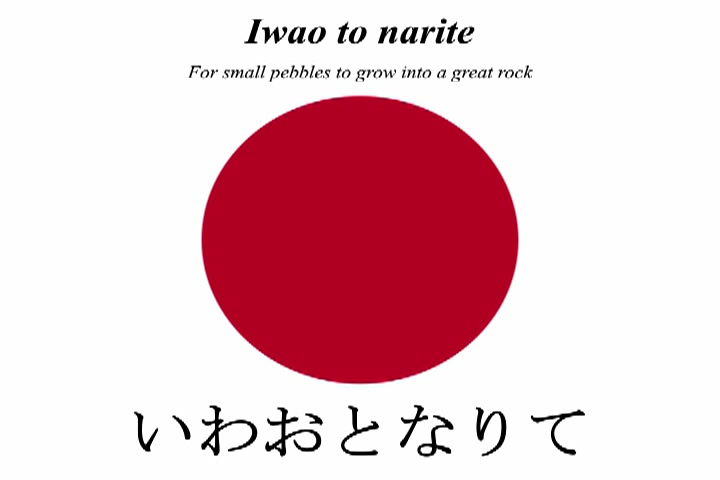 Iwao to narite
For small pebbles to grow into a great rock
いわおとなりて